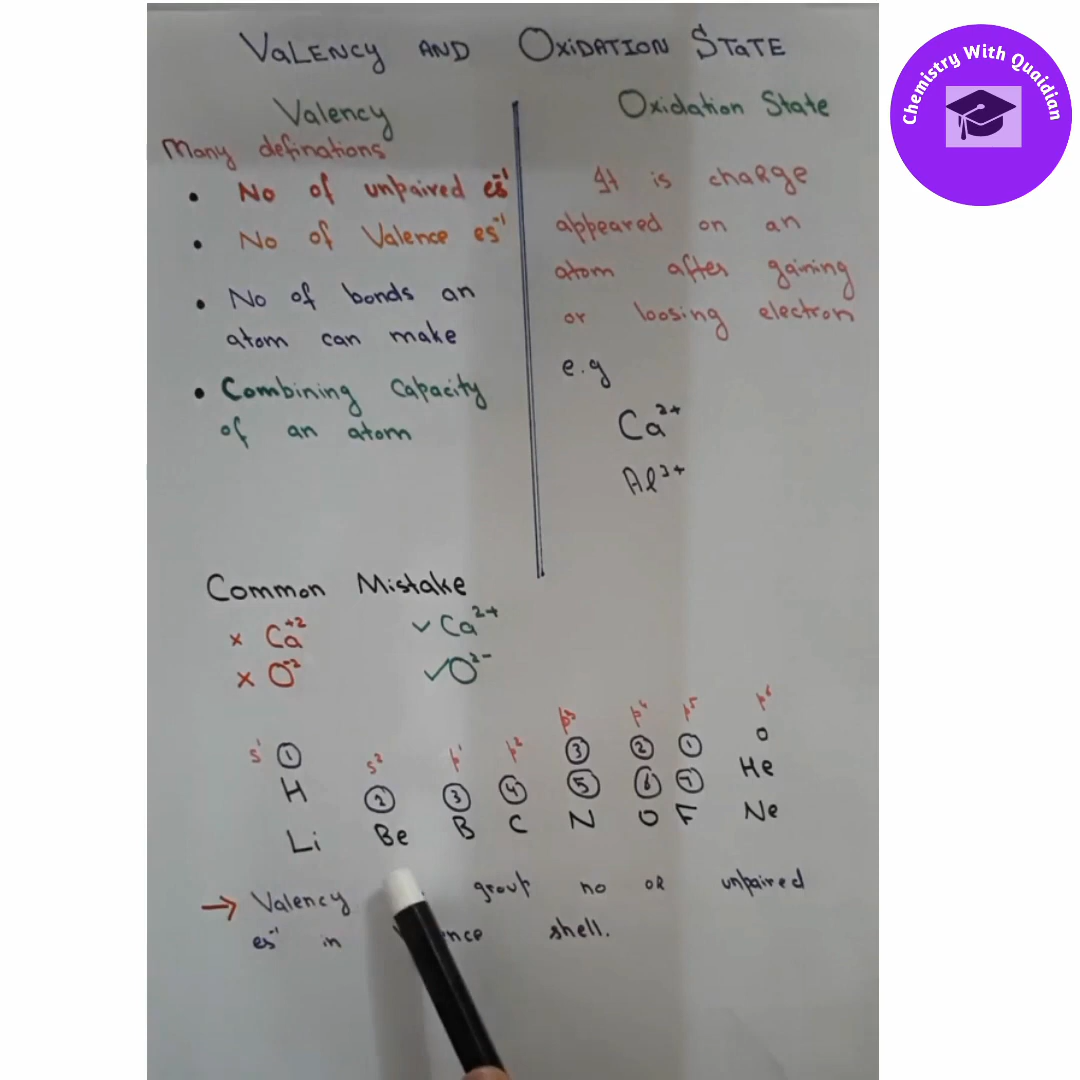 VALENCY AND OXIDATION STATE
Chemistry With Quaidian
Valency
Many definations
• No of unpaired es⁻¹
• No of Valence es⁻¹
• No of bonds an
atom can make
• Combining Capacity
of an atom
Oxidation State
It is charge
appeared on an
atom after gaining
or loosing electron
e.g
Ca²⁺
Al³⁺
Common Mistake
× Ca⁺² ✓ Ca²⁺
× O⁻² ✓ O²⁻
s¹ s² p¹ p² p³ p⁴ p⁵ p⁶
① ③ ② ① 0
H ② ③ ④ ⑤ ⑥ ⑦ He
Li Be B C N O F Ne
→ Valency group no OR unpaired
es⁻¹ in shell.